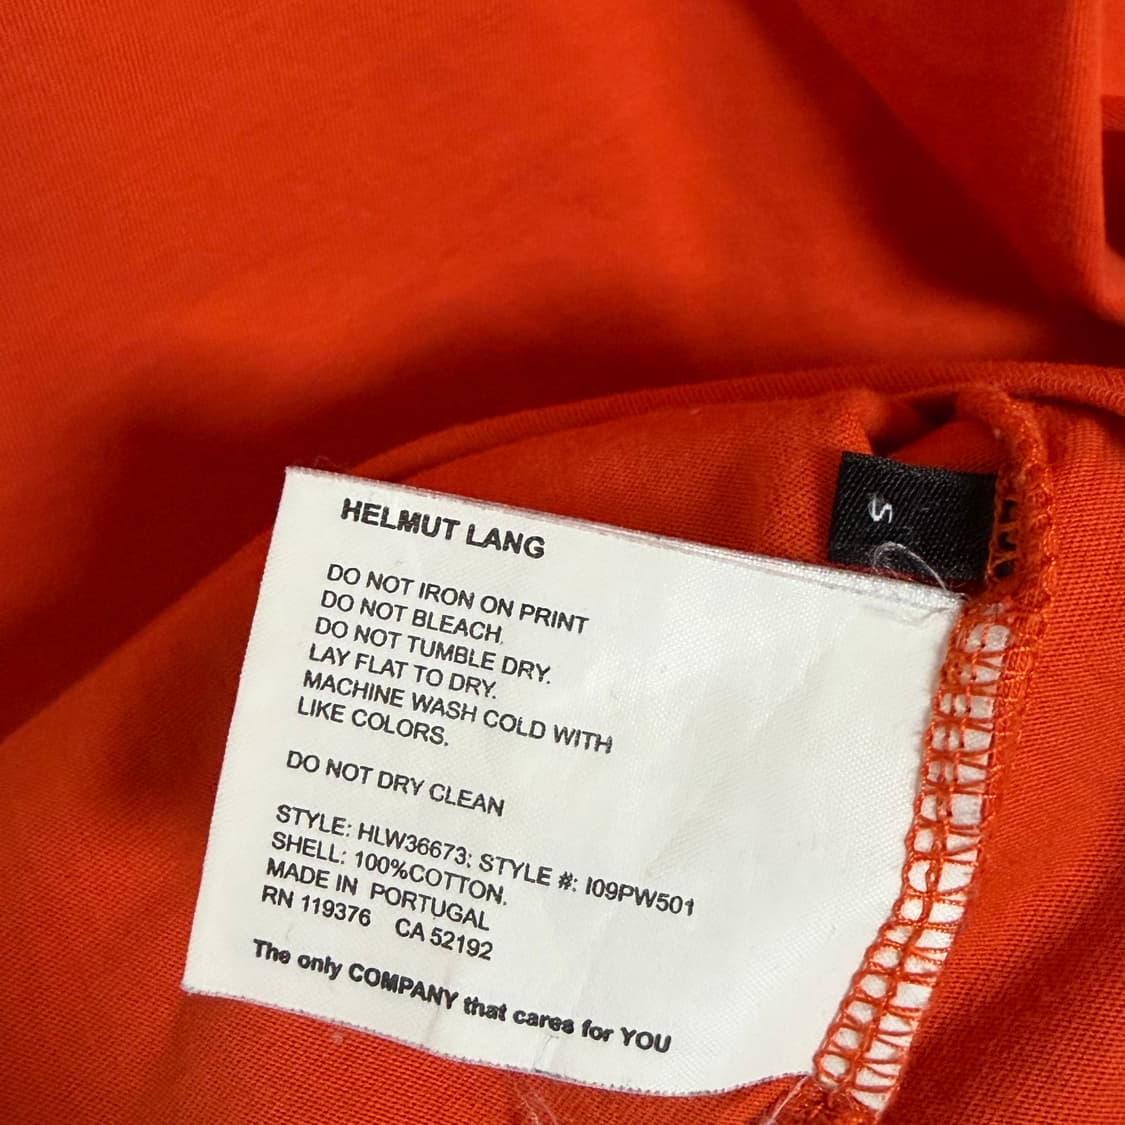 S
HELMUT LANG
DO NOT IRON ON PRINT
DO NOT BLEACH.
DO NOT TUMBLE DRY.
LAY FLAT TO DRY.
MACHINE WASH COLD WITH
LIKE COLORS.
DO NOT DRY CLEAN
STYLE: HLW36673; STYLE #: I09PW501
SHELL: 100%COTTON.
MADE IN PORTUGAL
RN 119376 CA 52192
The only COMPANY that cares for YOU